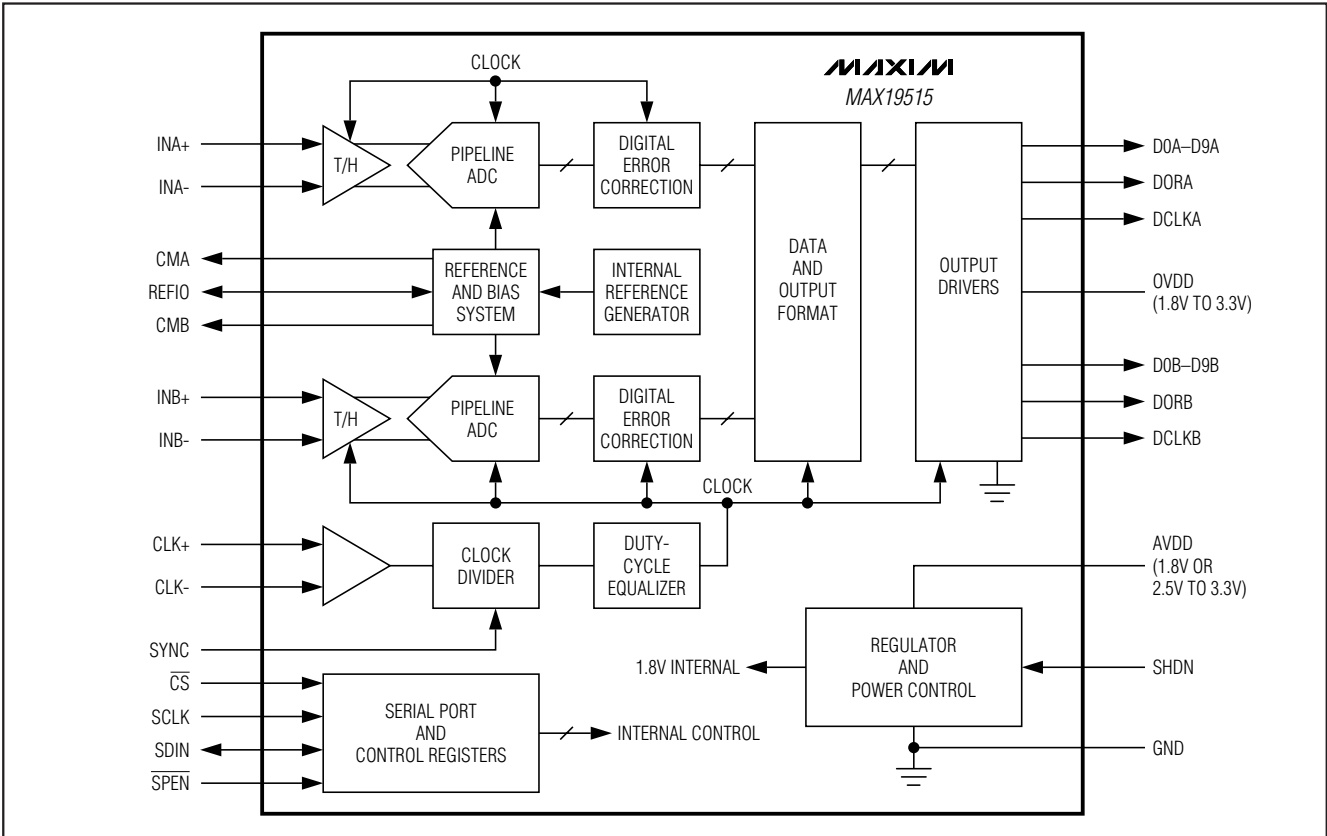 CLOCK
MAXIM
MAX19515
INA+
INA-
T/H
PIPELINE
ADC
DIGITAL
ERROR
CORRECTION
DATA
AND
OUTPUT
FORMAT
OUTPUT
DRIVERS
D0A–D9A
DORA
DCLKA
CMA
REFIO
CMB
REFERENCE
AND BIAS
SYSTEM
INTERNAL
REFERENCE
GENERATOR
OVDD
(1.8V TO 3.3V)
INB+
INB-
T/H
PIPELINE
ADC
DIGITAL
ERROR
CORRECTION
D0B–D9B
DORB
DCLKB
CLOCK
CLK+
CLK-
CLOCK
DIVIDER
DUTY-
CYCLE
EQUALIZER
AVDD
(1.8V OR
2.5V TO 3.3V)
SYNC
CS
SCLK
SDIN
SPEN
SERIAL PORT
AND
CONTROL REGISTERS
INTERNAL CONTROL
1.8V INTERNAL
REGULATOR
AND
POWER CONTROL
SHDN
GND